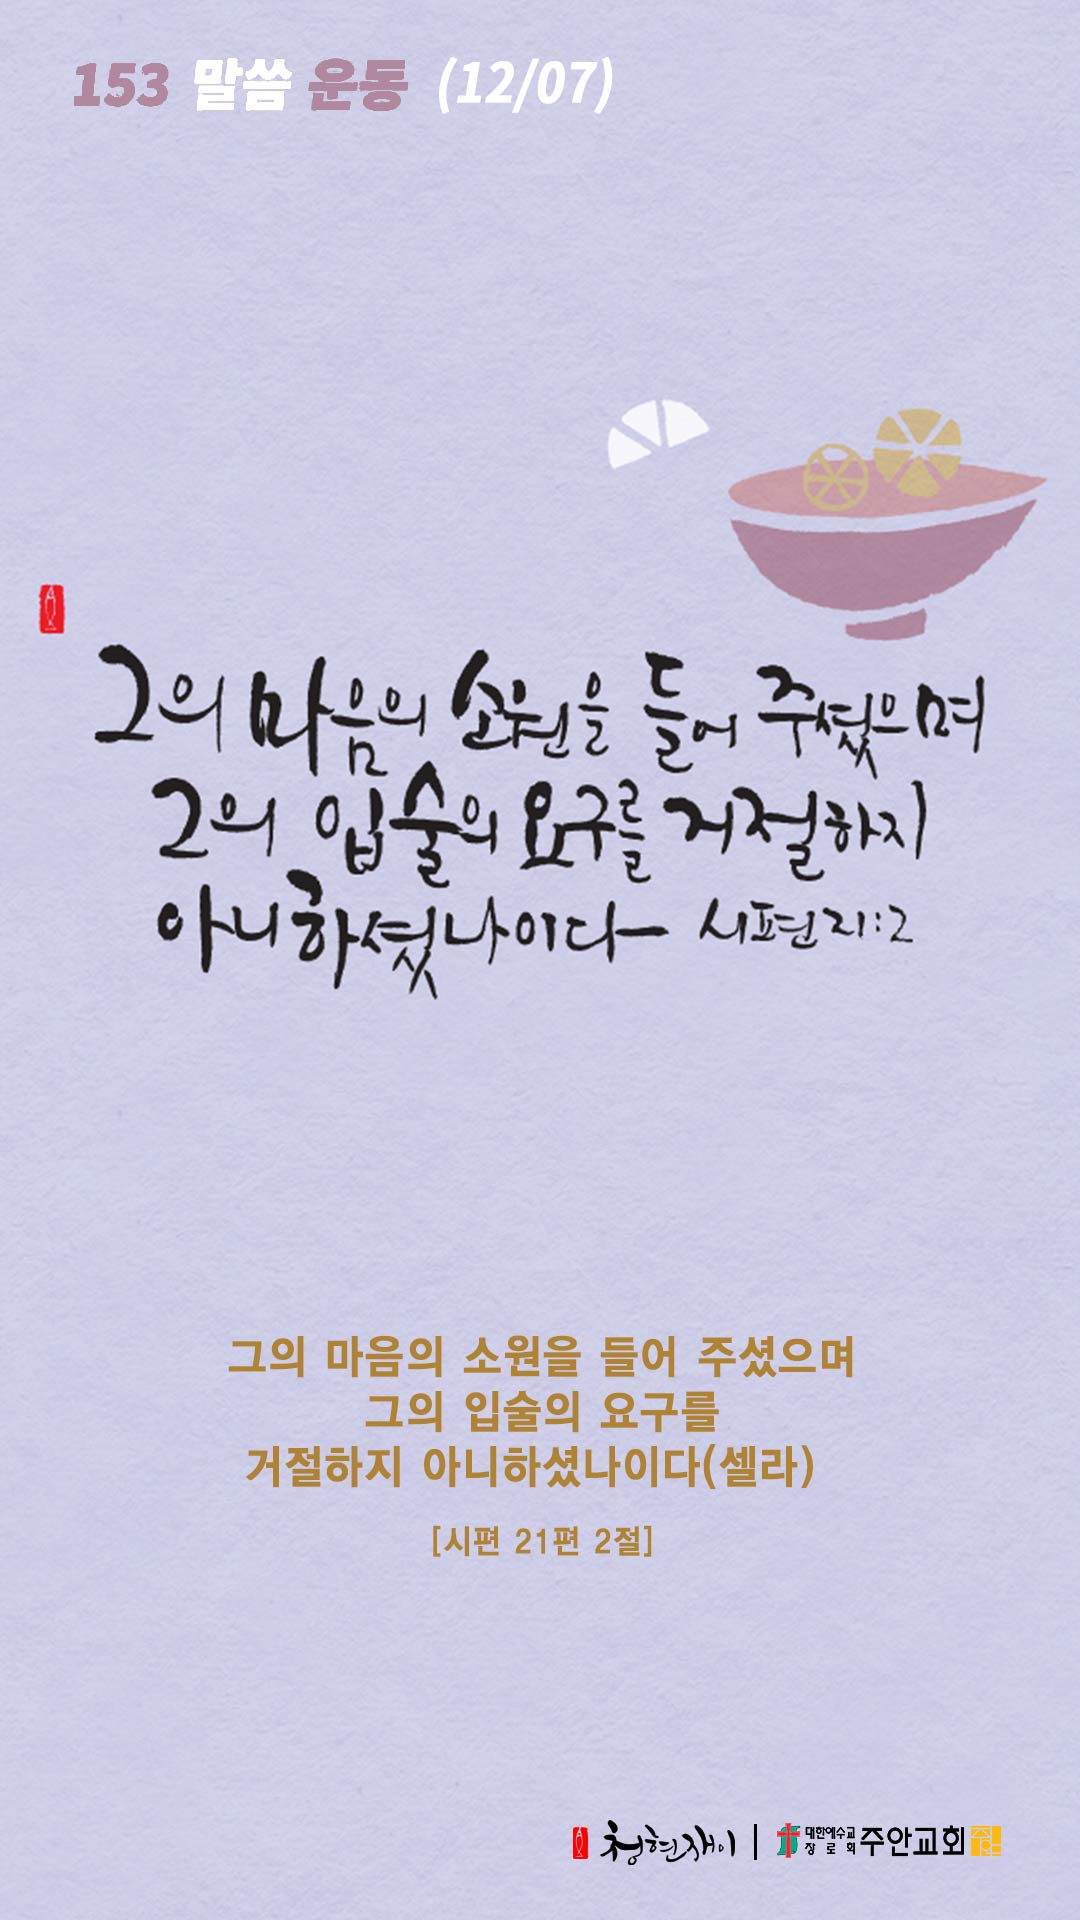 153 말씀 운동 (12/07)
그의 마음의 소원을 들어 주셨으며
그의 입술의 요구를 거절하지
아니하셨나이다- 시편 21:2
그의 마음의 소원을 들어 주셨으며
그의 입술의 요구를
거절하지 아니하셨나이다(셀라)
[시편 21편 2절]
청현재이 | 대한예수교
장로회 주안교회